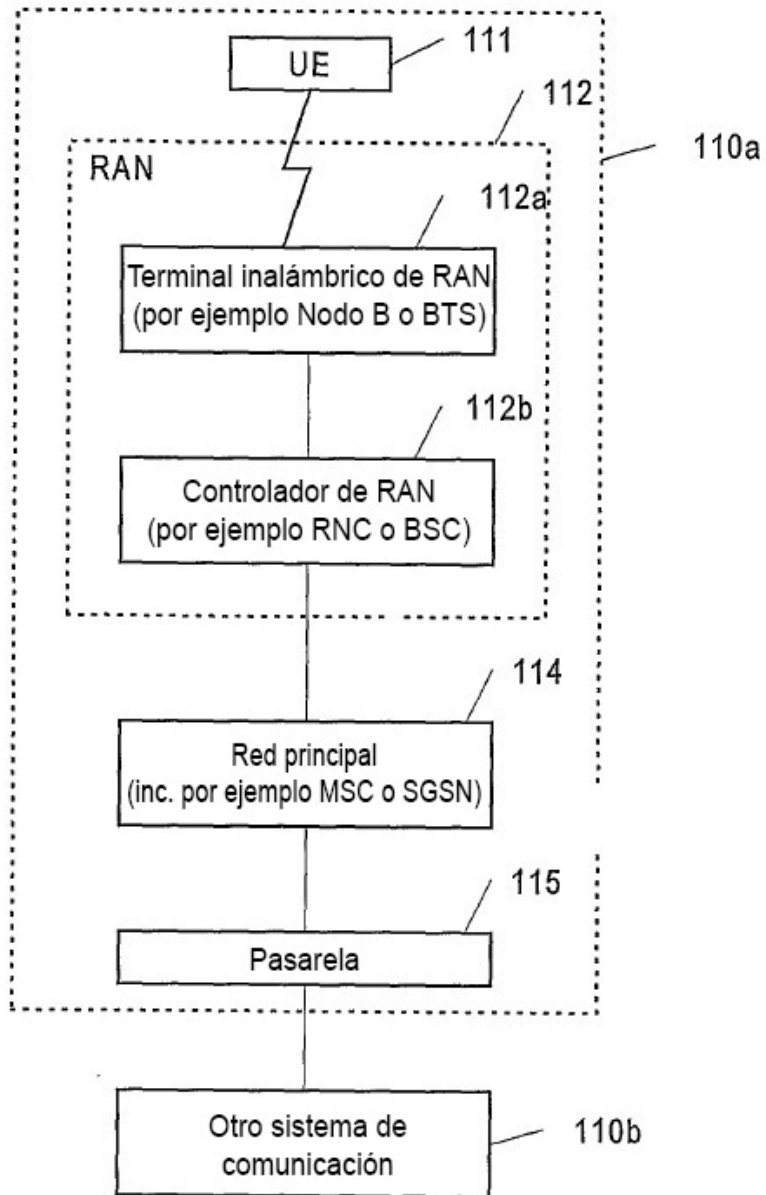 111
UE
112
110a
RAN
112a
Terminal inalámbrico de RAN
(por ejemplo Nodo B o BTS)
112b
Controlador de RAN
(por ejemplo RNC o BSC)
114
Red principal
(inc. por ejemplo MSC o SGSN)
115
Pasarela
Otro sistema de
comunicación
110b